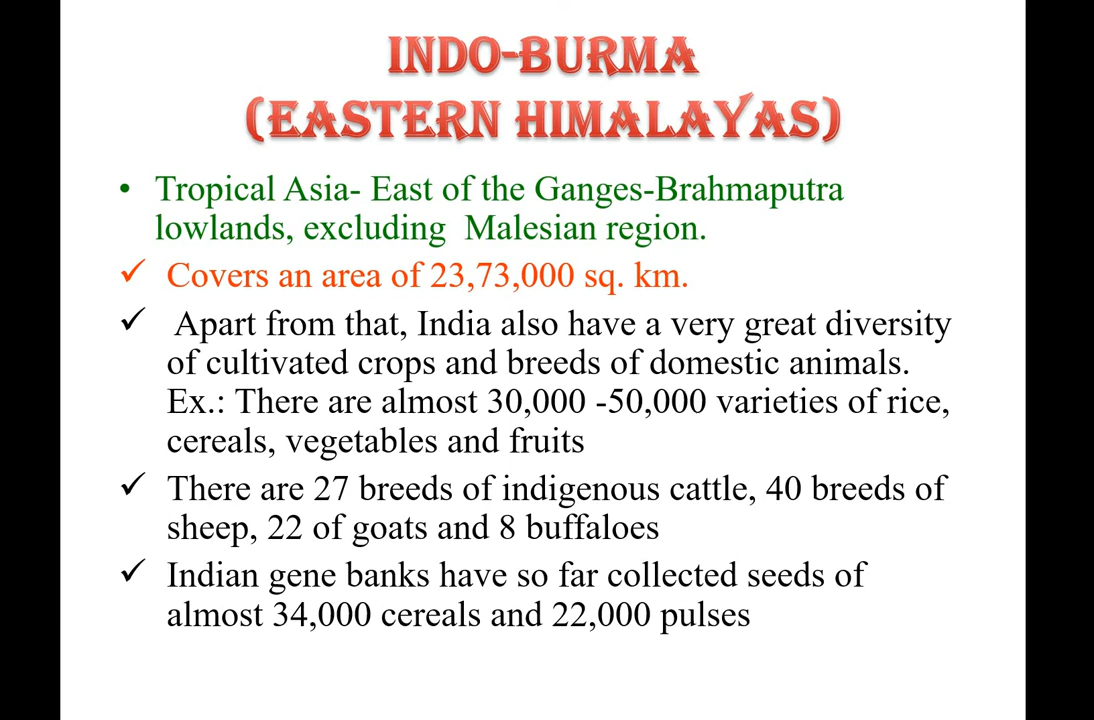 INDO-BURMA
(EASTERN HIMALAYAS)
• Tropical Asia- East of the Ganges-Brahmaputra
lowlands, excluding  Malesian region.
✓ Covers an area of 23,73,000 sq. km.
✓ Apart from that, India also have a very great diversity
of cultivated crops and breeds of domestic animals.
Ex.: There are almost 30,000 -50,000 varieties of rice,
cereals, vegetables and fruits
✓ There are 27 breeds of indigenous cattle, 40 breeds of
sheep, 22 of goats and 8 buffaloes
✓ Indian gene banks have so far collected seeds of
almost 34,000 cereals and 22,000 pulses